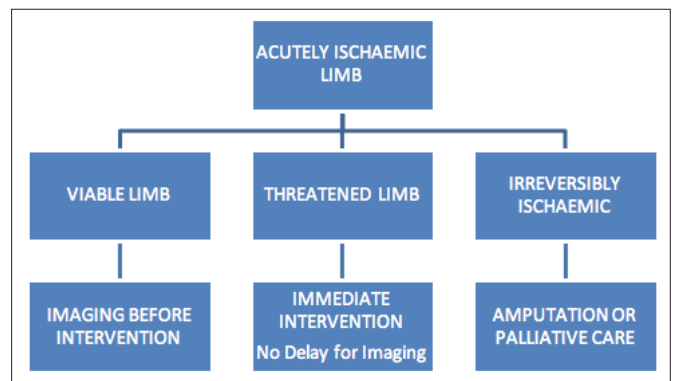 ACUTELY ISCHAEMIC
LIMB
VIABLE LIMB
THREATENED LIMB
IRREVERSIBLY
ISCHAEMIC
IMAGING BEFORE
INTERVENTION
IMMEDIATE
INTERVENTION
No Delay for Imaging
AMPUTATION OR
PALLIATIVE CARE